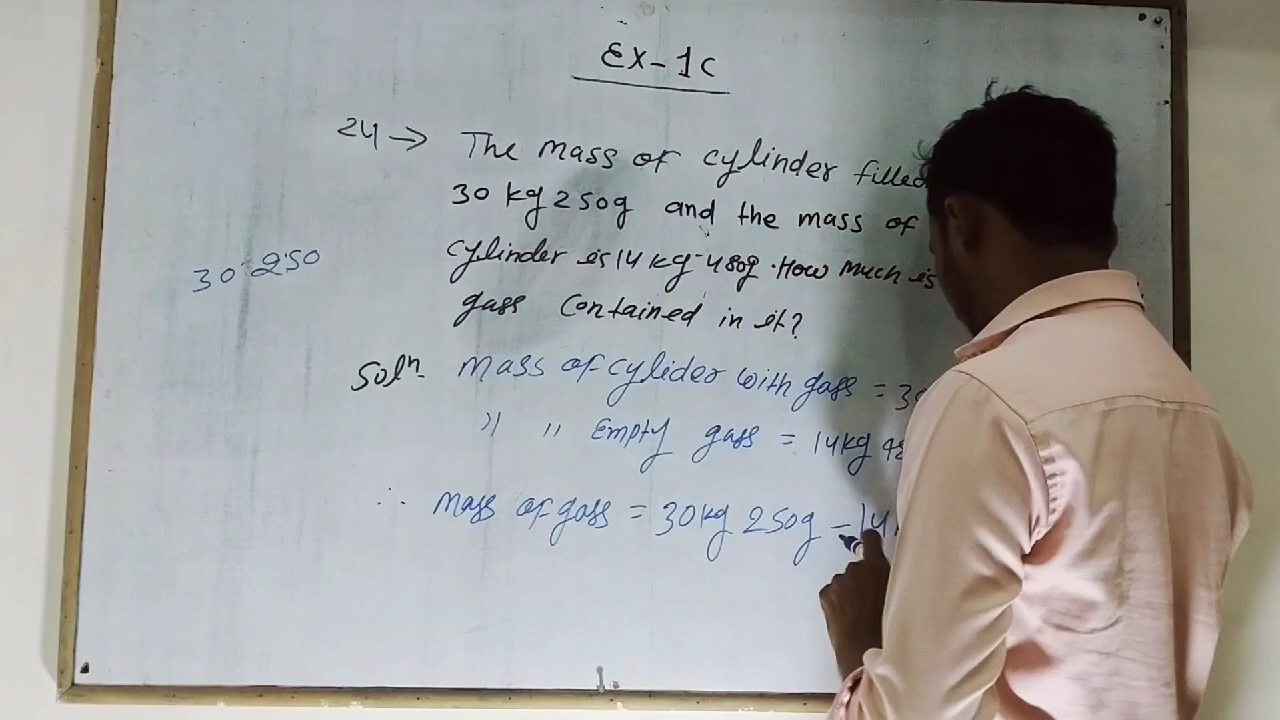 Ex-1c
24→ The mass of cylinder filled
30 kg 250g and the mass of
cylinder is 14 kg-480g. How much is
gass contained in it?
30.250
Solⁿ. Mass of cylider with gass = 30
〃 〃 Empty gass = 14kg 48
∴ Mass of gass = 30kg 250g - 14